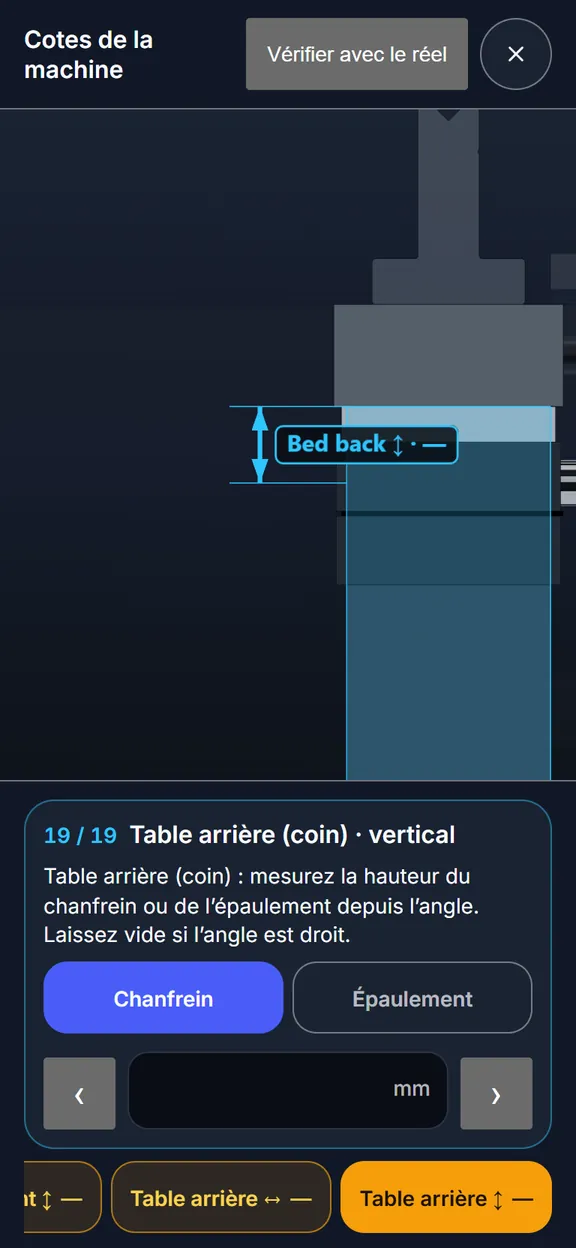 Cotes de la
machine
Vérifier avec le réel
Bed back ↕ · —
19 / 19 Table arrière (coin) · vertical
Table arrière (coin) : mesurez la hauteur du
chanfrein ou de l’épaulement depuis l’angle.
Laissez vide si l’angle est droit.
Chanfrein
Épaulement
mm
nt ↕ —
Table arrière ↔ —
Table arrière ↕ —